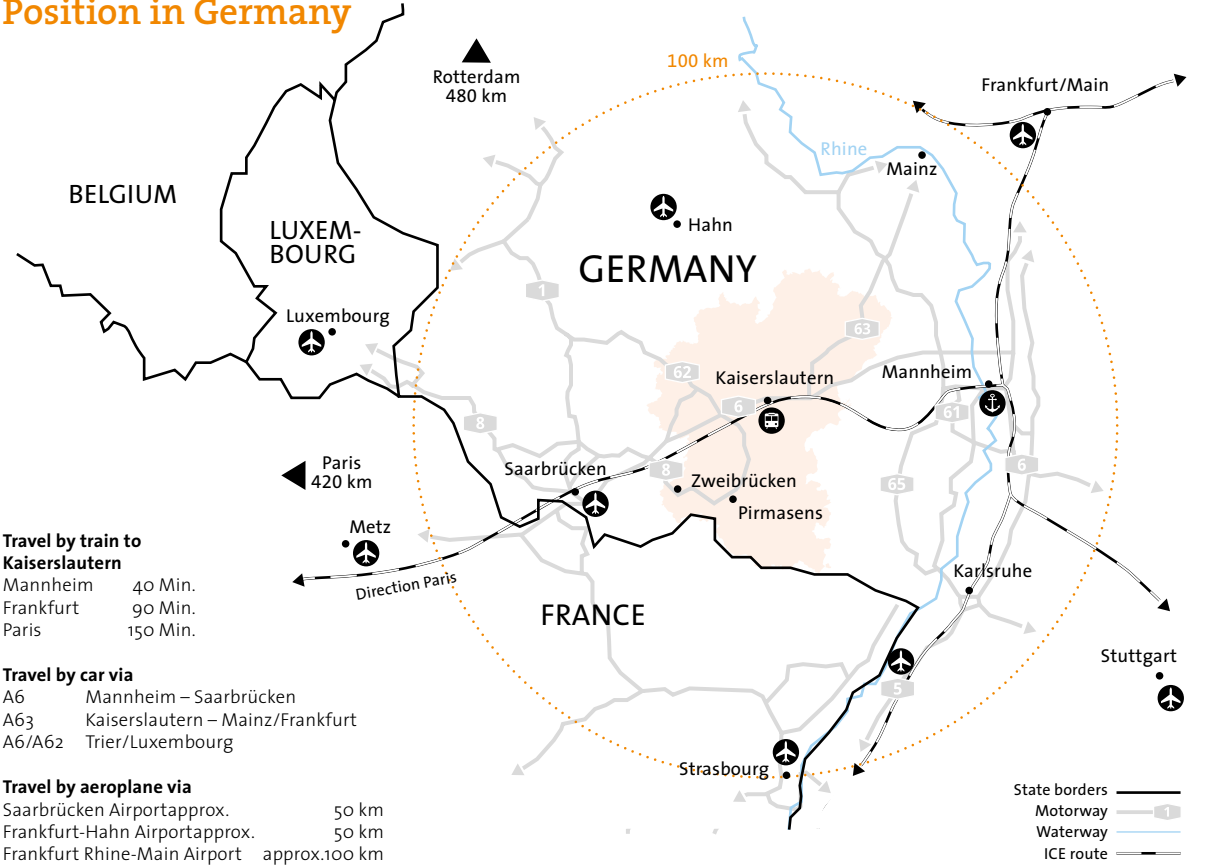 Position in Germany
100 km
Rotterdam
480 km
Frankfurt/Main
Rhine
Mainz
BELGIUM
LUXEM-
BOURG
Hahn
GERMANY
1
Luxembourg
63
62
Kaiserslautern
Mannheim
6
61
8
Paris
420 km
Saarbrücken
8
Zweibrücken
Pirmasens
65
6
Metz
Direction Paris
Karlsruhe
FRANCE
Stuttgart
5
Strasbourg
Travel by train to
Kaiserslautern
Mannheim 40 Min.
Frankfurt 90 Min.
Paris 150 Min.
Travel by car via
A6 Mannheim – Saarbrücken
A63 Kaiserslautern – Mainz/Frankfurt
A6/A62 Trier/Luxembourg
Travel by aeroplane via
Saarbrücken Airportapprox. 50 km
Frankfurt-Hahn Airportapprox. 50 km
Frankfurt Rhine-Main Airport approx.100 km
State borders
Motorway 1
Waterway
ICE route